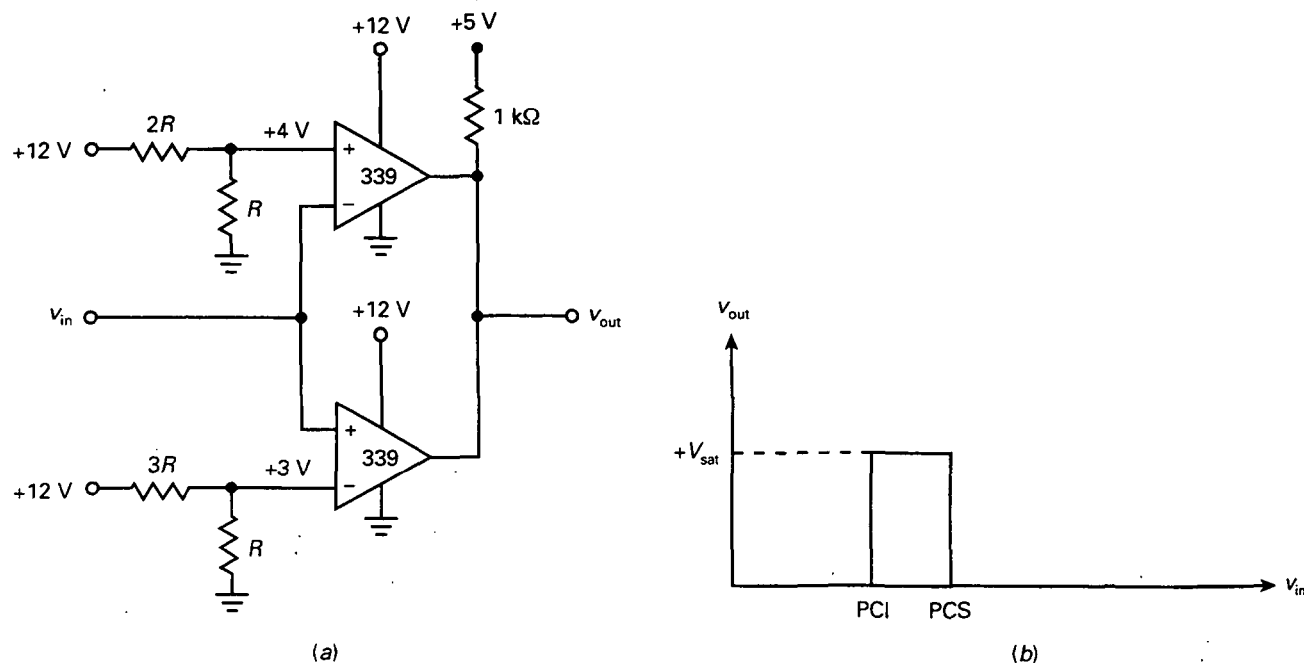 +12 V
+5 V
1 kΩ
2R
+4 V
+12 V
+
339
−
R
+12 V
v_in
v_out
+
339
−
3R
+3 V
+12 V
R
(a)
v_out
+V_sat
PCI
PCS
v_in
(b)